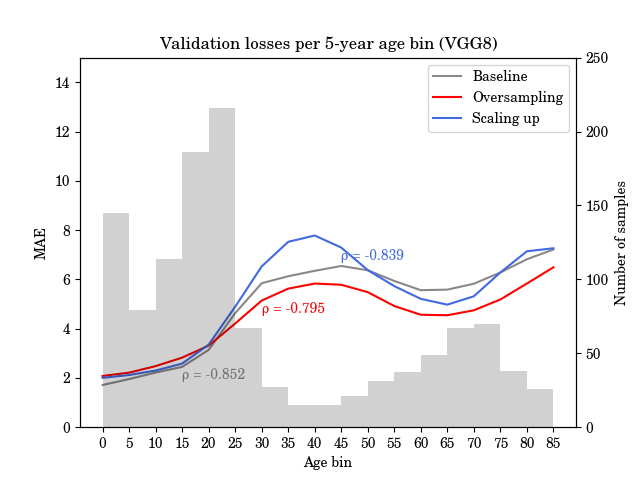 Validation losses per 5-year age bin (VGG8)
Baseline
Oversampling
Scaling up
ρ = -0.839
ρ = -0.795
ρ = -0.852
MAE
14
12
10
8
6
4
2
0
Number of samples
250
200
150
100
50
0
0 5 10 15 20 25 30 35 40 45 50 55 60 65 70 75 80 85
Age bin